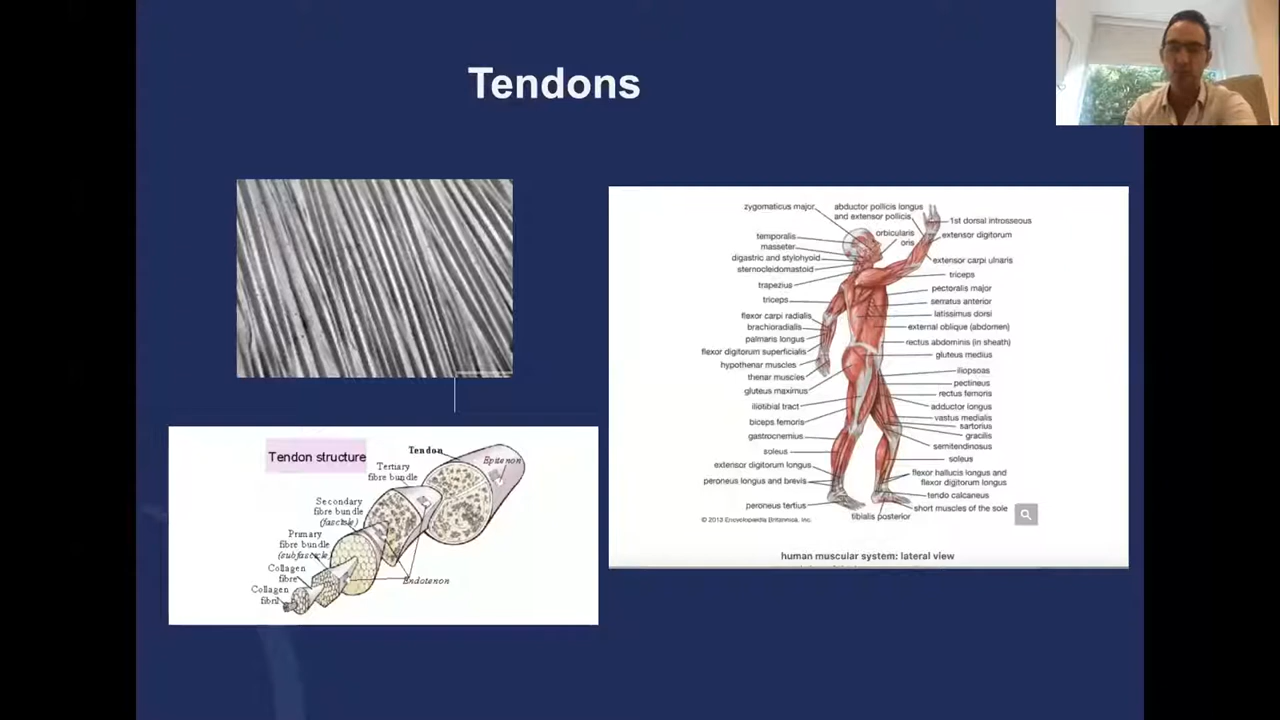 Tendons
Tendon structure
Tendon
Epitenon
Tertiary
fibre bundle
Secondary
fibre bundle
(fascicle)
Primary
fibre bundle
(subfascicle)
Collagen
fibre
Collagen
fibril
Endotenon
zygomaticus major
temporalis
masseter
digastric and stylohyoid
sternocleidomastoid
trapezius
triceps
flexor carpi radialis
brachioradialis
palmaris longus
flexor digitorum superficialis
hypothenar muscles
thenar muscles
gluteus maximus
iliotibial tract
biceps femoris
gastrocnemius
soleus
extensor digitorum longus
peroneus longus and brevis
peroneus tertius
abductor pollicis longus
and extensor pollicis
orbicularis
oris
1st dorsal introsseous
extensor digitorum
extensor carpi ulnaris
triceps
pectoralis major
serratus anterior
latissimus dorsi
external oblique (abdomen)
rectus abdominis (in sheath)
gluteus medius
iliopsoas
pectineus
rectus femoris
adductor longus
vastus medialis
sartorius
gracilis
semitendinosus
soleus
flexor hallucis longus and
flexor digitorum longus
tendo calcaneus
short muscles of the sole
tibialis posterior
© 2013 Encyclopædia Britannica, Inc.
human muscular system: lateral view